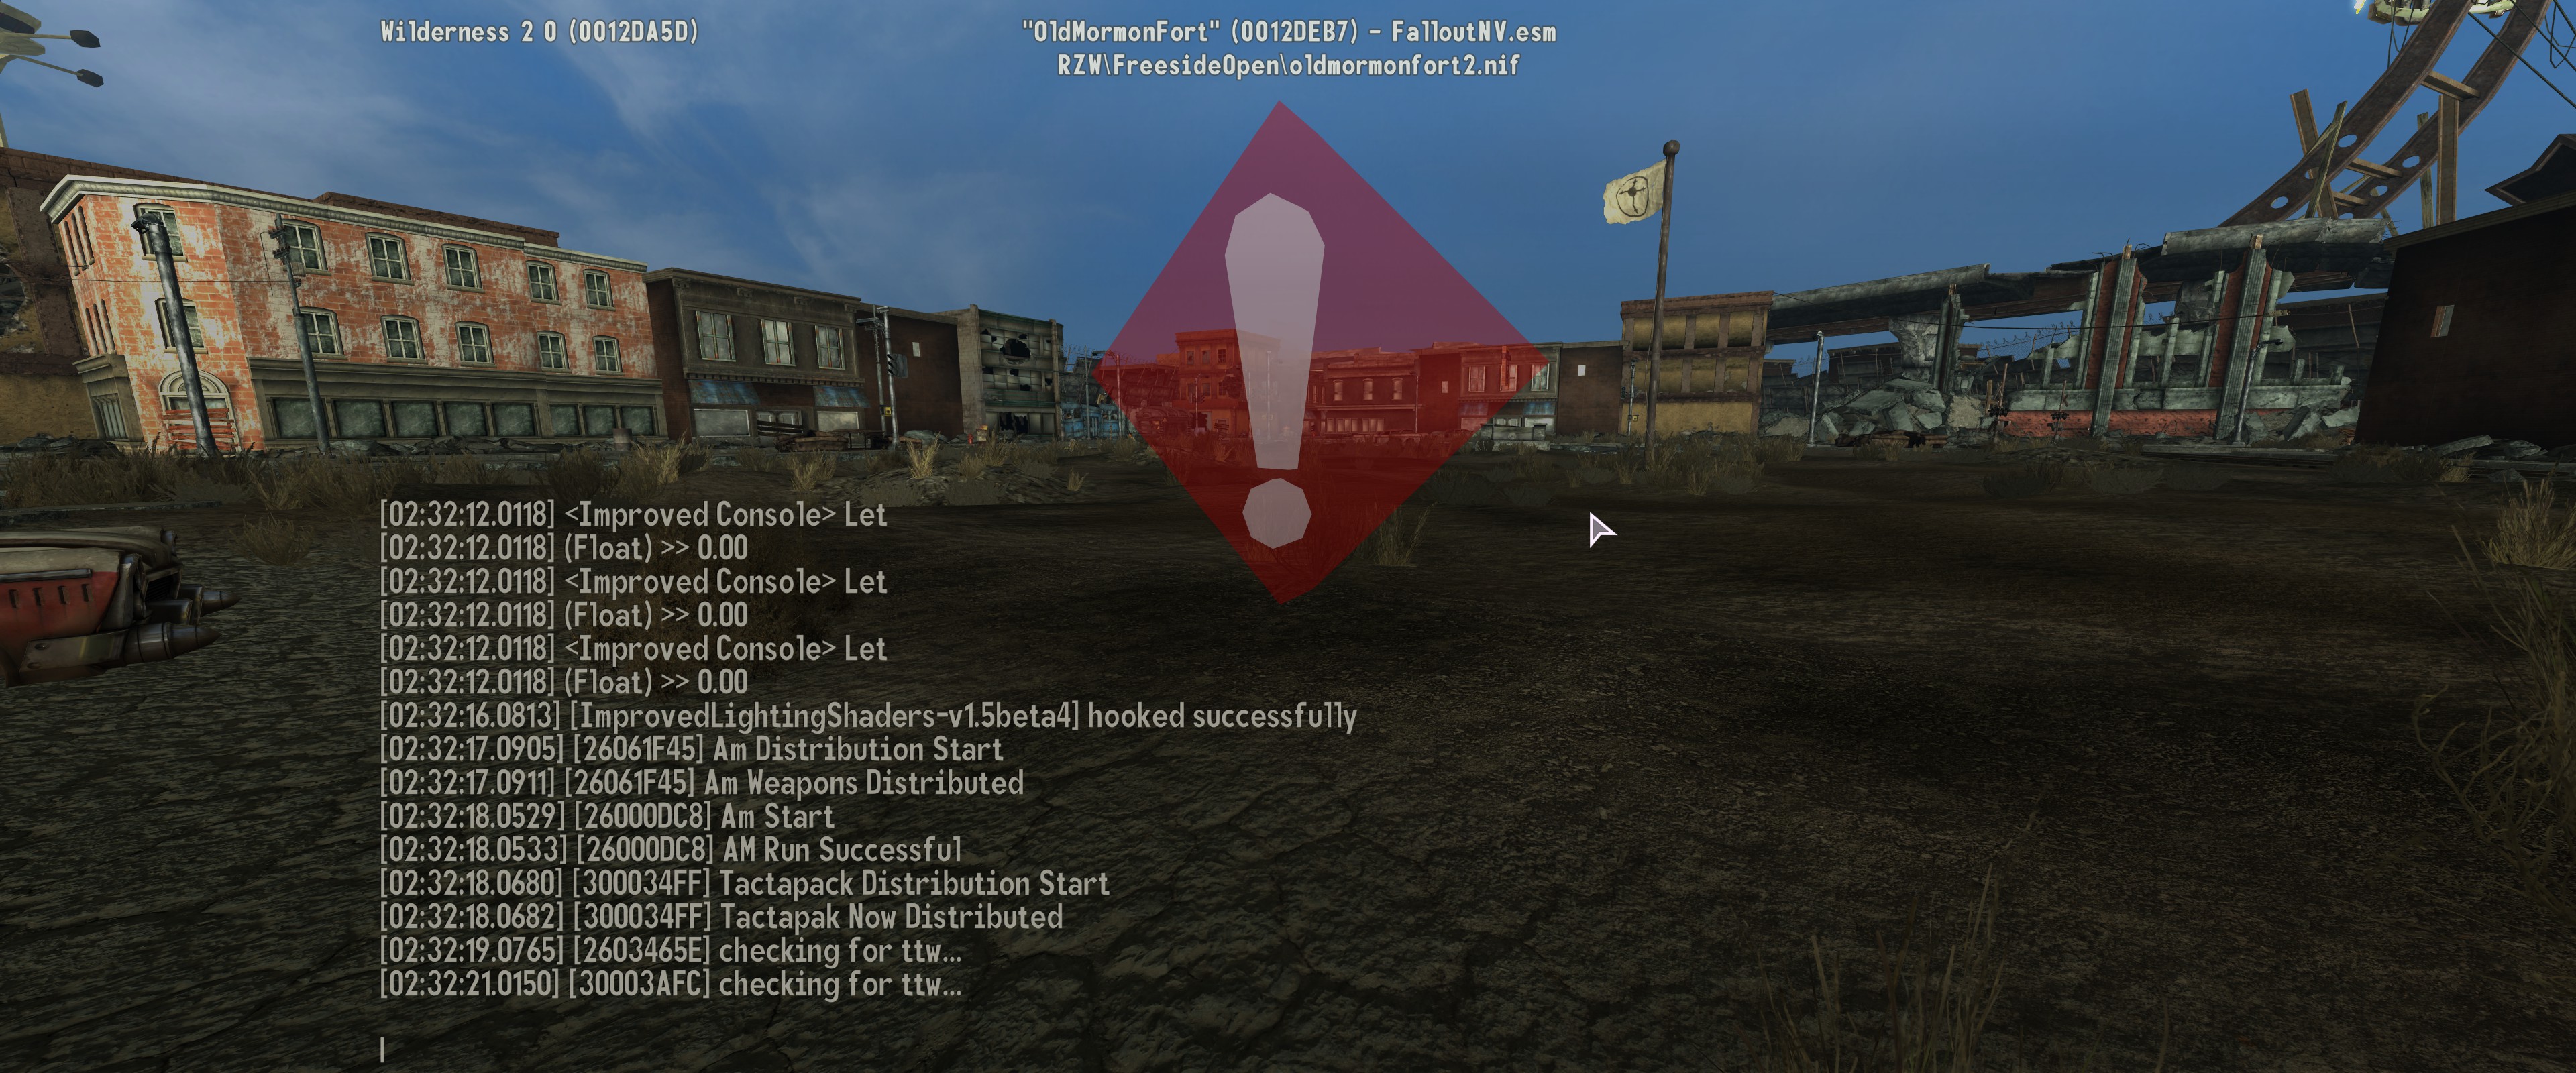 Wilderness 2 0 (0012DA5D)
"OldMormonFort" (0012DEB7) - FalloutNV.esm
RZW\FreesideOpen\oldmormonfort2.nif
[02:32:12.0118] <Improved Console> Let
[02:32:12.0118] (Float) >> 0.00
[02:32:12.0118] <Improved Console> Let
[02:32:12.0118] (Float) >> 0.00
[02:32:12.0118] <Improved Console> Let
[02:32:12.0118] (Float) >> 0.00
[02:32:16.0813] [ImprovedLightingShaders-v1.5beta4] hooked successfully
[02:32:17.0905] [26061F45] Am Distribution Start
[02:32:17.0911] [26061F45] Am Weapons Distributed
[02:32:18.0529] [26000DC8] Am Start
[02:32:18.0533] [26000DC8] AM Run Successful
[02:32:18.0680] [300034FF] Tactapack Distribution Start
[02:32:18.0682] [300034FF] Tactapak Now Distributed
[02:32:19.0765] [2603465E] checking for ttw...
[02:32:21.0150] [30003AFC] checking for ttw...